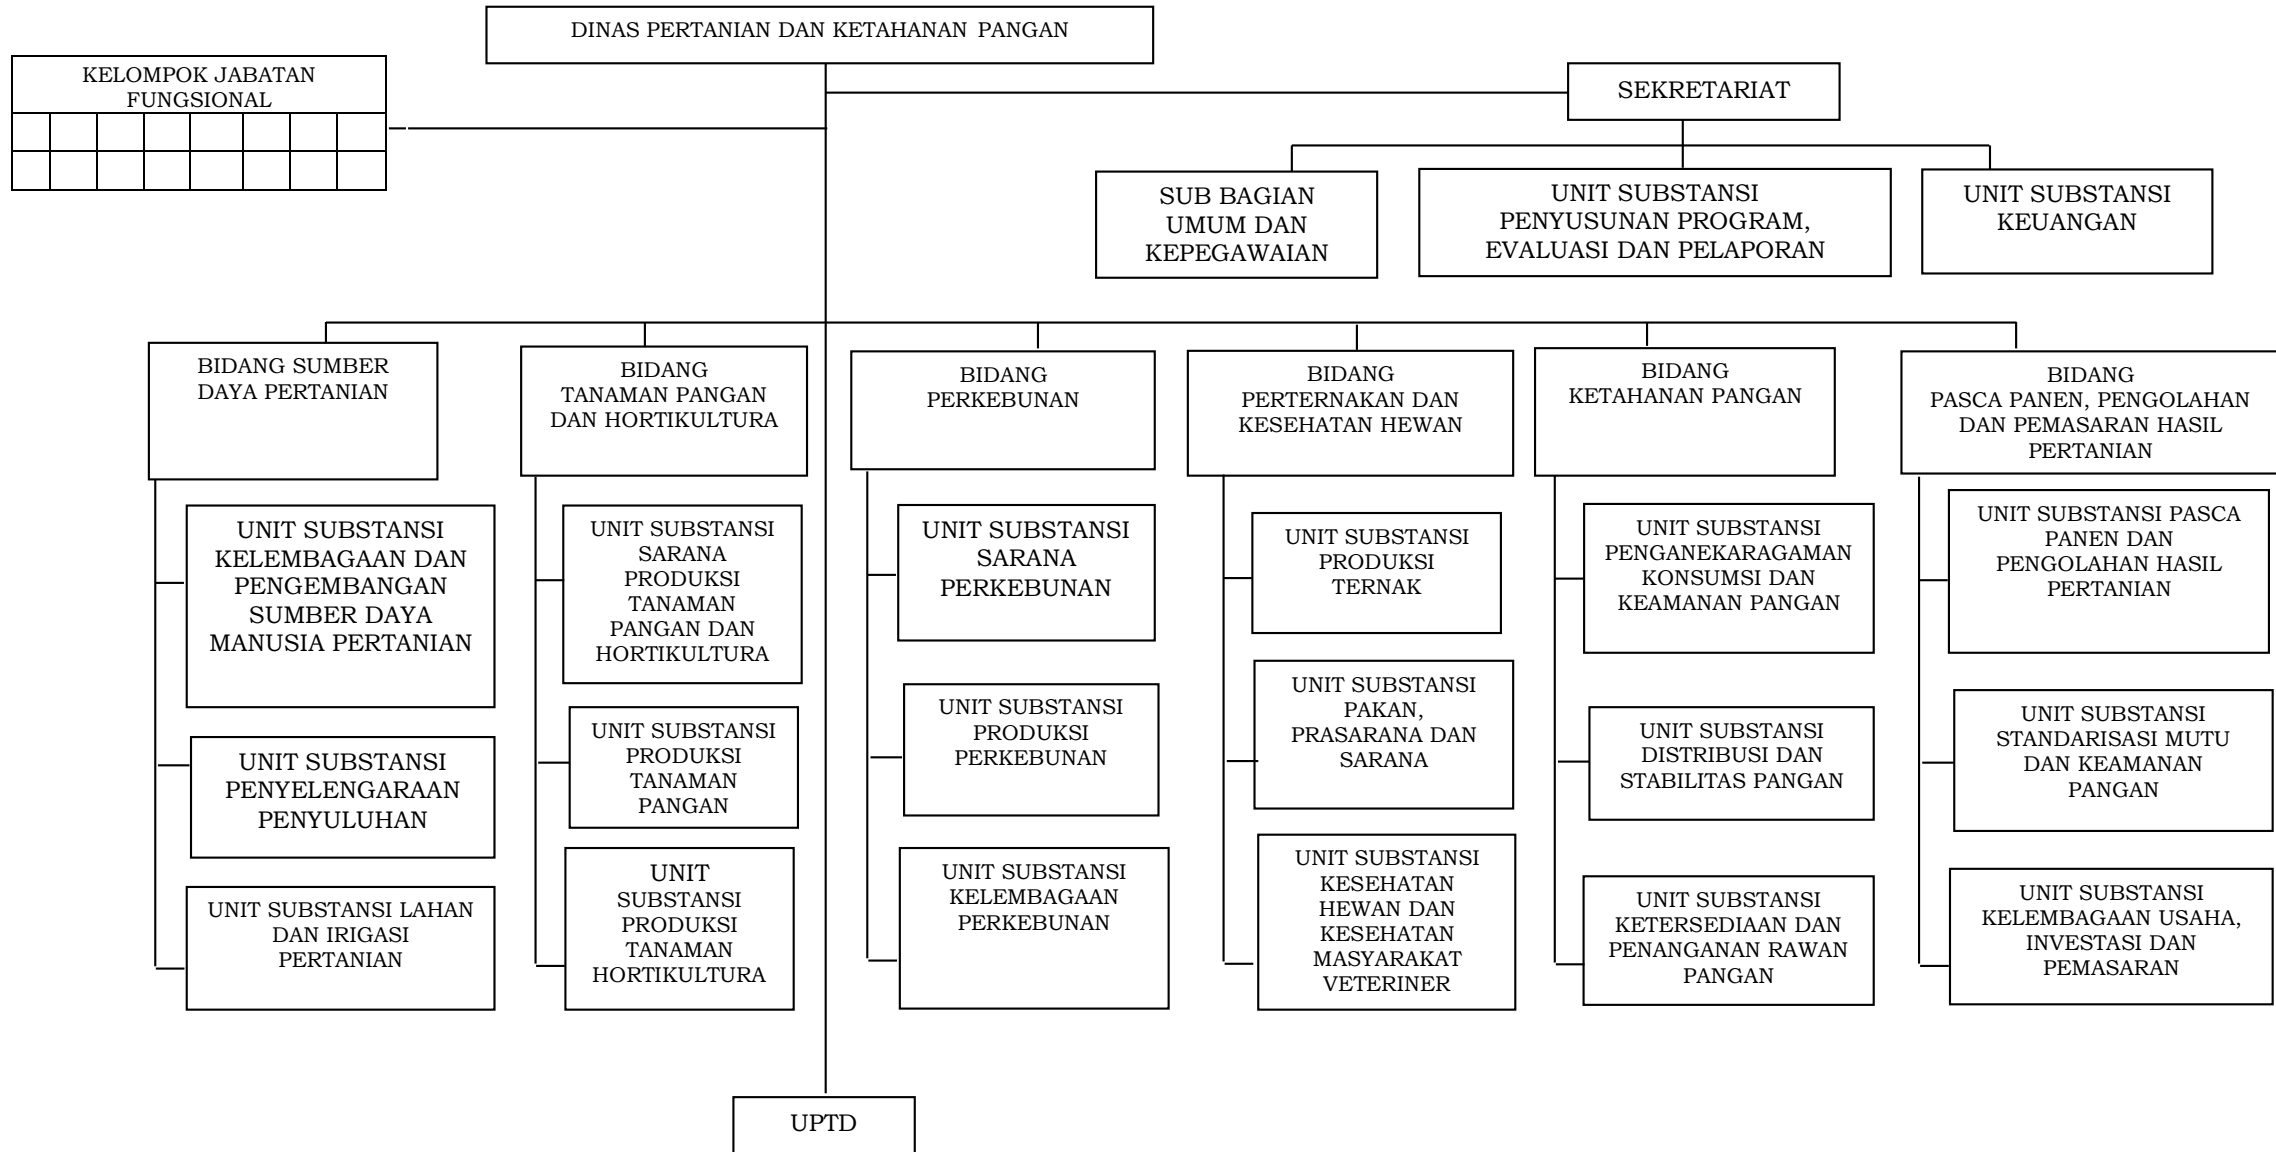 DINAS PERTANIAN DAN KETAHANAN PANGAN
KELOMPOK JABATAN
FUNGSIONAL
SEKRETARIAT
SUB BAGIAN
UMUM DAN
KEPEGAWAIAN
UNIT SUBSTANSI
PENYUSUNAN PROGRAM,
EVALUASI DAN PELAPORAN
UNIT SUBSTANSI
KEUANGAN
BIDANG SUMBER
DAYA PERTANIAN
BIDANG
TANAMAN PANGAN
DAN HORTIKULTURA
BIDANG
PERKEBUNAN
BIDANG
PERTERNAKAN DAN
KESEHATAN HEWAN
BIDANG
KETAHANAN PANGAN
BIDANG
PASCA PANEN, PENGOLAHAN
DAN PEMASARAN HASIL
PERTANIAN
UNIT SUBSTANSI
KELEMBAGAAN DAN
PENGEMBANGAN
SUMBER DAYA
MANUSIA PERTANIAN
UNIT SUBSTANSI
SARANA
PRODUKSI
TANAMAN
PANGAN DAN
HORTIKULTURA
UNIT SUBSTANSI
SARANA
PERKEBUNAN
UNIT SUBSTANSI
PRODUKSI
TERNAK
UNIT SUBSTANSI
PENGANEKARAGAMAN
KONSUMSI DAN
KEAMANAN PANGAN
UNIT SUBSTANSI PASCA
PANEN DAN
PENGOLAHAN HASIL
PERTANIAN
UNIT SUBSTANSI
PENYELENGARAAN
PENYULUHAN
UNIT SUBSTANSI
PRODUKSI
TANAMAN
PANGAN
UNIT SUBSTANSI
PRODUKSI
PERKEBUNAN
UNIT SUBSTANSI
PAKAN,
PRASARANA DAN
SARANA
UNIT SUBSTANSI
DISTRIBUSI DAN
STABILITAS PANGAN
UNIT SUBSTANSI
STANDARISASI MUTU
DAN KEAMANAN
PANGAN
UNIT SUBSTANSI LAHAN
DAN IRIGASI
PERTANIAN
UNIT
SUBSTANSI
PRODUKSI
TANAMAN
HORTIKULTURA
UNIT SUBSTANSI
KELEMBAGAAN
PERKEBUNAN
UNIT SUBSTANSI
KESEHATAN
HEWAN DAN
KESEHATAN
MASYARAKAT
VETERINER
UNIT SUBSTANSI
KETERSEDIAAN DAN
PENANGANAN RAWAN
PANGAN
UNIT SUBSTANSI
KELEMBAGAAN USAHA,
INVESTASI DAN
PEMASARAN
UPTD